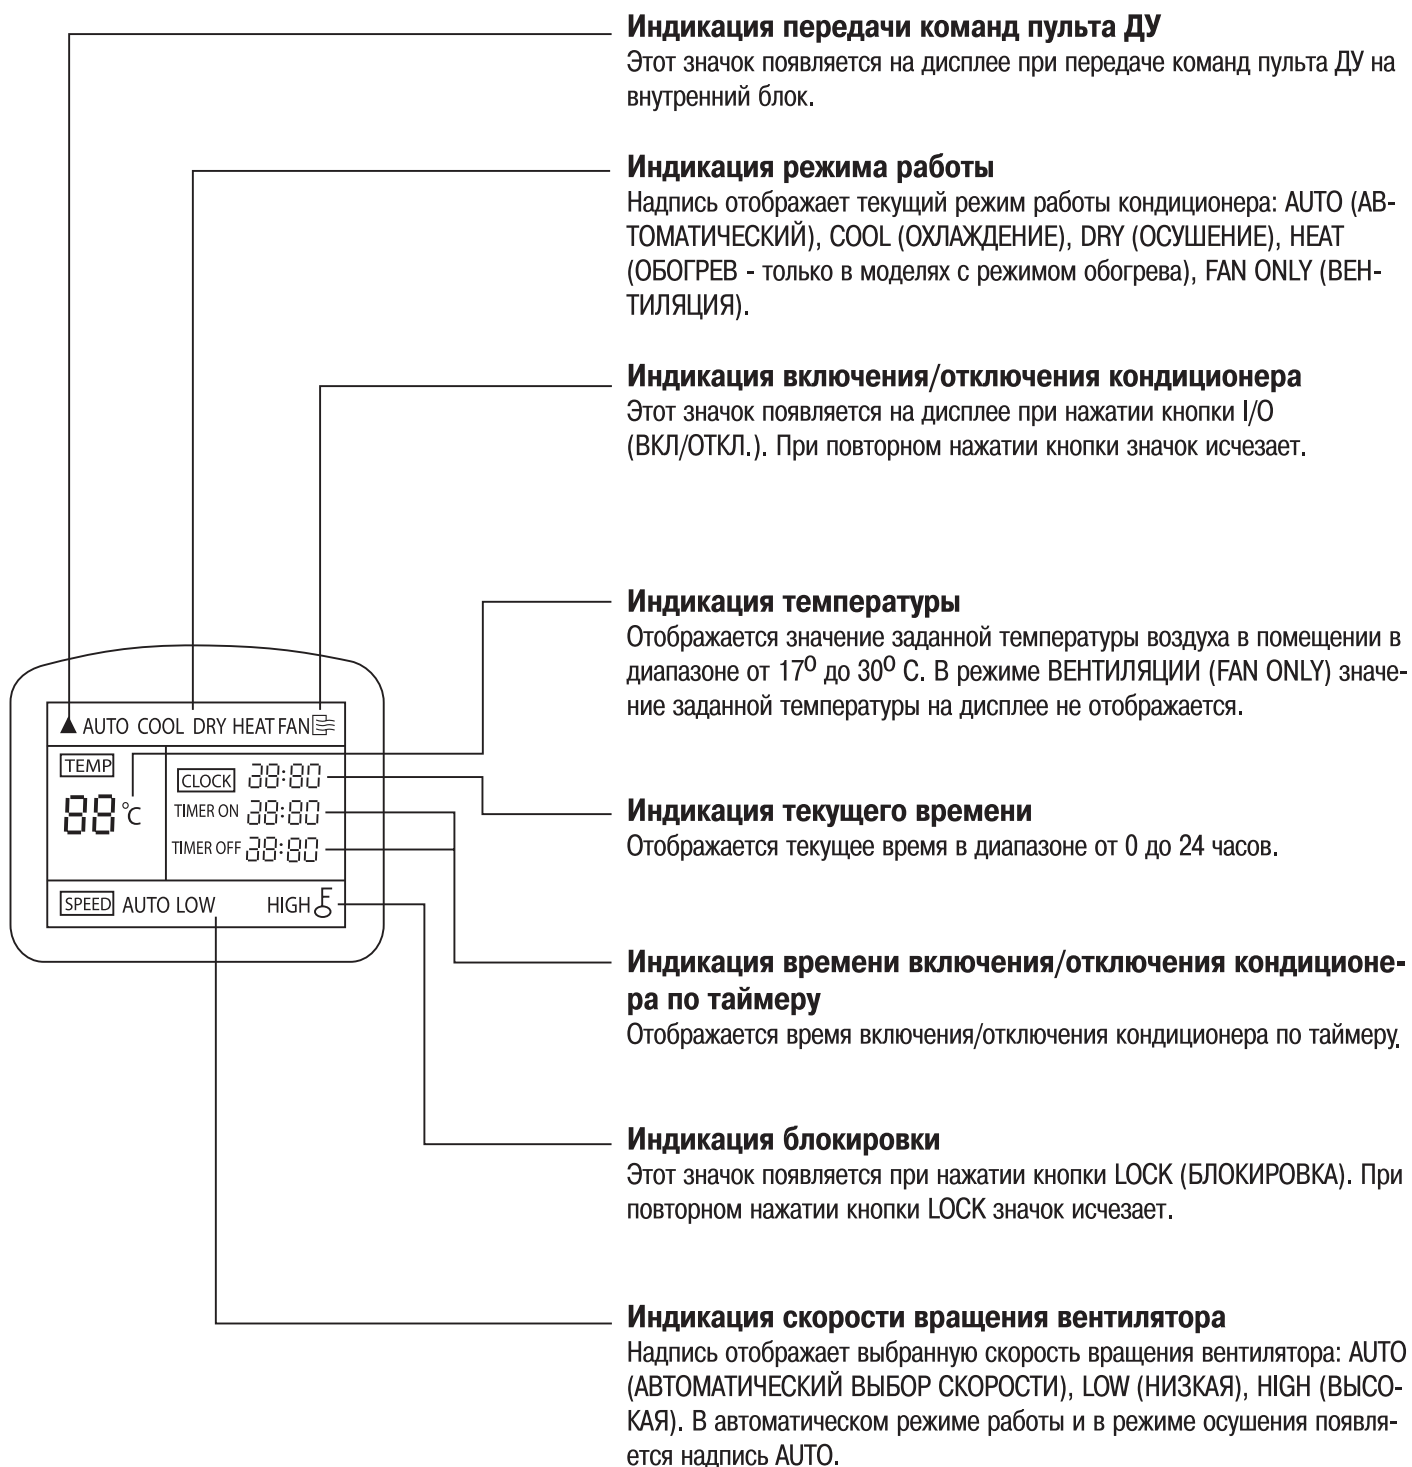 Индикация передачи команд пульта ДУ
Этот значок появляется на дисплее при передаче команд пульта ДУ на
внутренний блок.
Индикация режима работы
Надпись отображает текущий режим работы кондиционера: AUTO (АВ-
ТОМАТИЧЕСКИЙ), COOL (ОХЛАЖДЕНИЕ), DRY (ОСУШЕНИЕ), HEAT
(ОБОГРЕВ - только в моделях с режимом обогрева), FAN ONLY (ВЕН-
ТИЛЯЦИЯ).
Индикация включения/отключения кондиционера
Этот значок появляется на дисплее при нажатии кнопки I/O
(ВКЛ/ОТКЛ.). При повторном нажатии кнопки значок исчезает.
Индикация температуры
Отображается значение заданной температуры воздуха в помещении в
диапазоне от 17⁰ до 30⁰ С. В режиме ВЕНТИЛЯЦИИ (FAN ONLY) значе-
ние заданной температуры на дисплее не отображается.
Индикация текущего времени
Отображается текущее время в диапазоне от 0 до 24 часов.
Индикация времени включения/отключения кондиционе-
ра по таймеру
Отображается время включения/отключения кондиционера по таймеру.
Индикация блокировки
Этот значок появляется при нажатии кнопки LOCK (БЛОКИРОВКА). При
повторном нажатии кнопки LOCK значок исчезает.
Индикация скорости вращения вентилятора
Надпись отображает выбранную скорость вращения вентилятора: AUTO
(АВТОМАТИЧЕСКИЙ ВЫБОР СКОРОСТИ), LOW (НИЗКАЯ), HIGH (ВЫСО-
КАЯ). В автоматическом режиме работы и в режиме осушения появля-
ется надпись AUTO.
AUTO COOL DRY HEAT FAN
TEMP
88 °C
CLOCK 38:80
TIMER ON 38:80
TIMER OFF 38:80
SPEED AUTO LOW HIGH